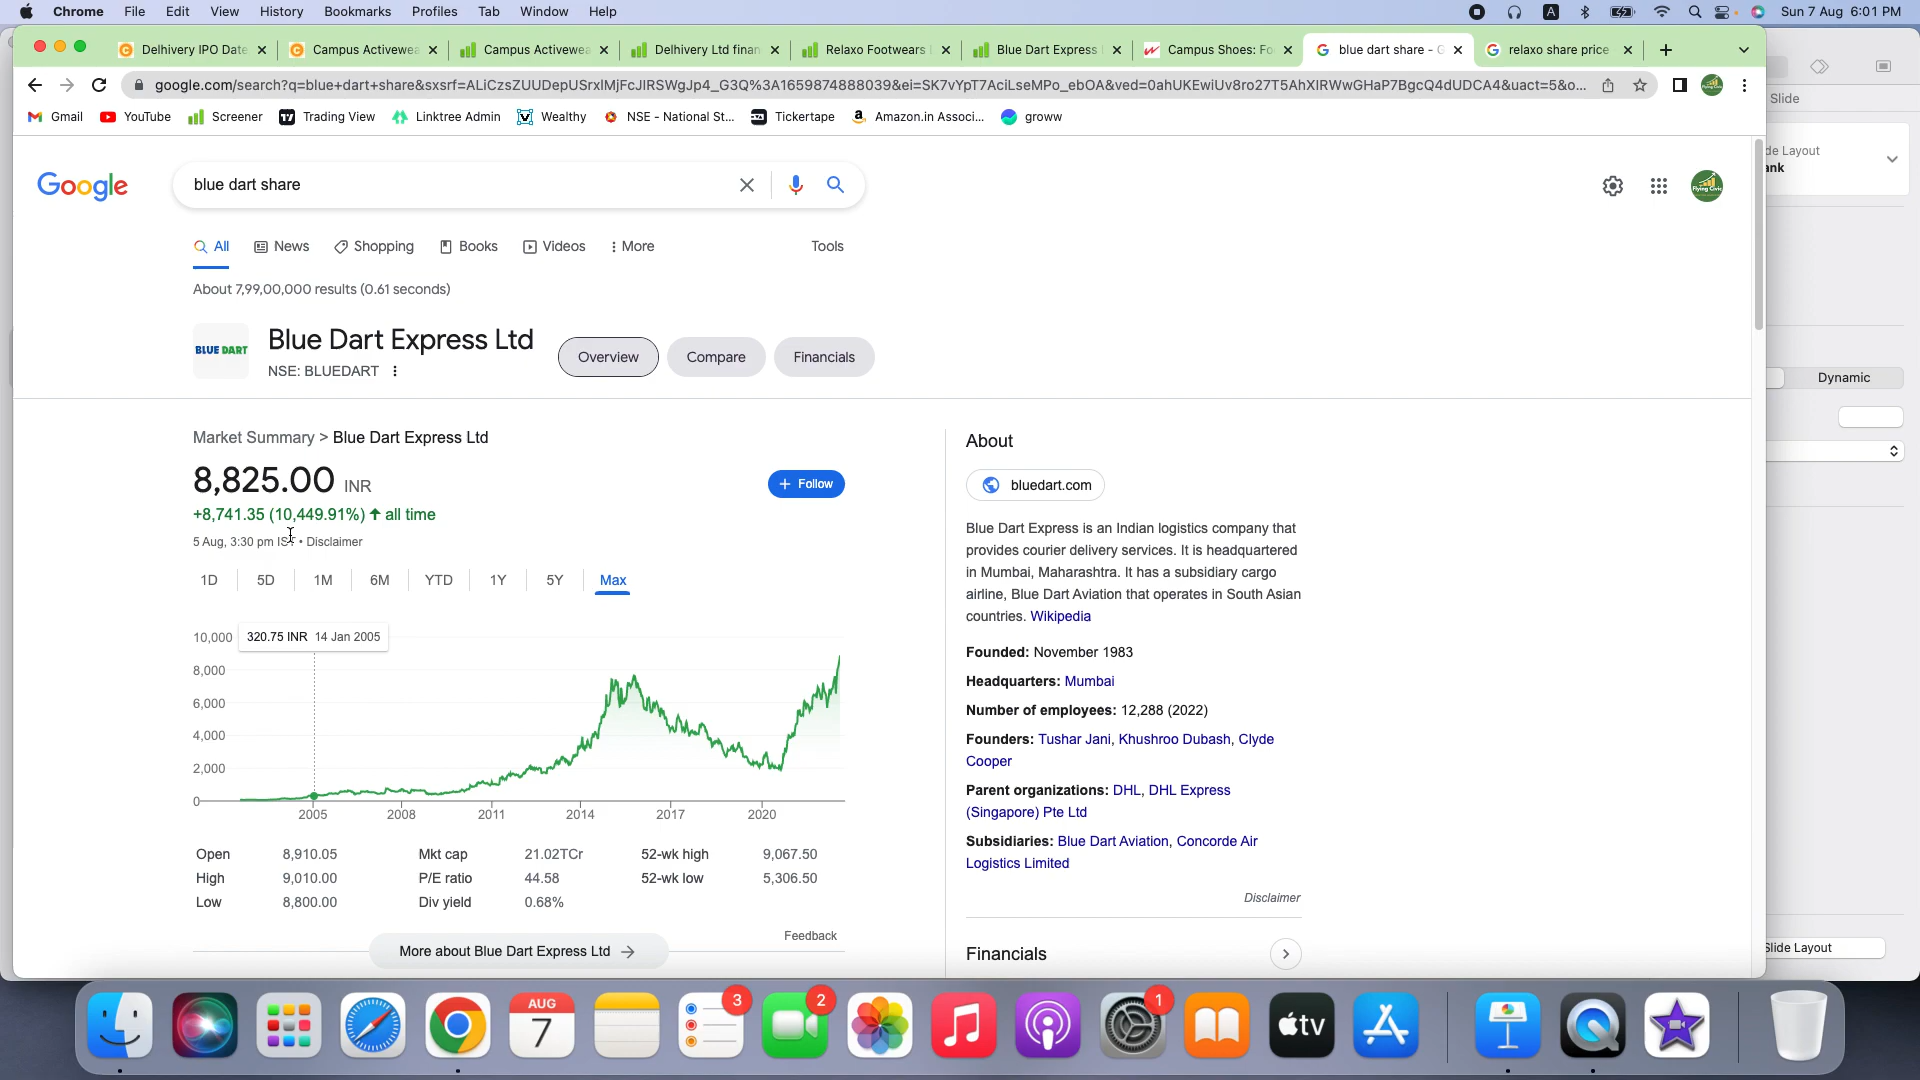 Chrome File Edit View History Bookmarks Profiles Tab Window Help
A
Sun 7 Aug 6:01 PM
Delhivery IPO Date
Campus Activewea
Campus Activewea
Delhivery Ltd finan
Relaxo Footwears
Blue Dart Express
Campus Shoes: Fo
blue dart share - G
relaxo share price
google.com/search?q=blue+dart+share&sxsrf=ALiCzsZUUDepUSrxlMjFcJIRSWgJp4_G3Q%3A1659874888039&ei=SK7vYpT7AciLseMPo_ebOA&ved=0ahUKEwiUv8ro27T5AhXIRWwGHaP7BgcQ4dUDCA4&uact=5&o...
Gmail
YouTube
Screener
Trading View
Linktree Admin
Wealthy
NSE - National St...
Tickertape
Amazon.in Associ...
groww
Slide
de Layout
ank
Dynamic
Slide Layout
Google
blue dart share
All News Shopping Books Videos More Tools
About 7,99,00,000 results (0.61 seconds)
BLUE DART
Blue Dart Express Ltd
NSE: BLUEDART
Overview Compare Financials
Market Summary > Blue Dart Express Ltd
8,825.00 INR
+ Follow
+8,741.35 (10,449.91%) ↑ all time
5 Aug, 3:30 pm IST • Disclaimer
1D 5D 1M 6M YTD 1Y 5Y Max
320.75 INR 14 Jan 2005
10,000
8,000
6,000
4,000
2,000
0
2005 2008 2011 2014 2017 2020
Open 8,910.05 Mkt cap 21.02TCr 52-wk high 9,067.50
High 9,010.00 P/E ratio 44.58 52-wk low 5,306.50
Low 8,800.00 Div yield 0.68%
Feedback
More about Blue Dart Express Ltd →
About
bluedart.com
Blue Dart Express is an Indian logistics company that
provides courier delivery services. It is headquartered
in Mumbai, Maharashtra. It has a subsidiary cargo
airline, Blue Dart Aviation that operates in South Asian
countries. Wikipedia
Founded: November 1983
Headquarters: Mumbai
Number of employees: 12,288 (2022)
Founders: Tushar Jani, Khushroo Dubash, Clyde
Cooper
Parent organizations: DHL, DHL Express
(Singapore) Pte Ltd
Subsidiaries: Blue Dart Aviation, Concorde Air
Logistics Limited
Disclaimer
Financials
AUG
7
3
2
1
tv